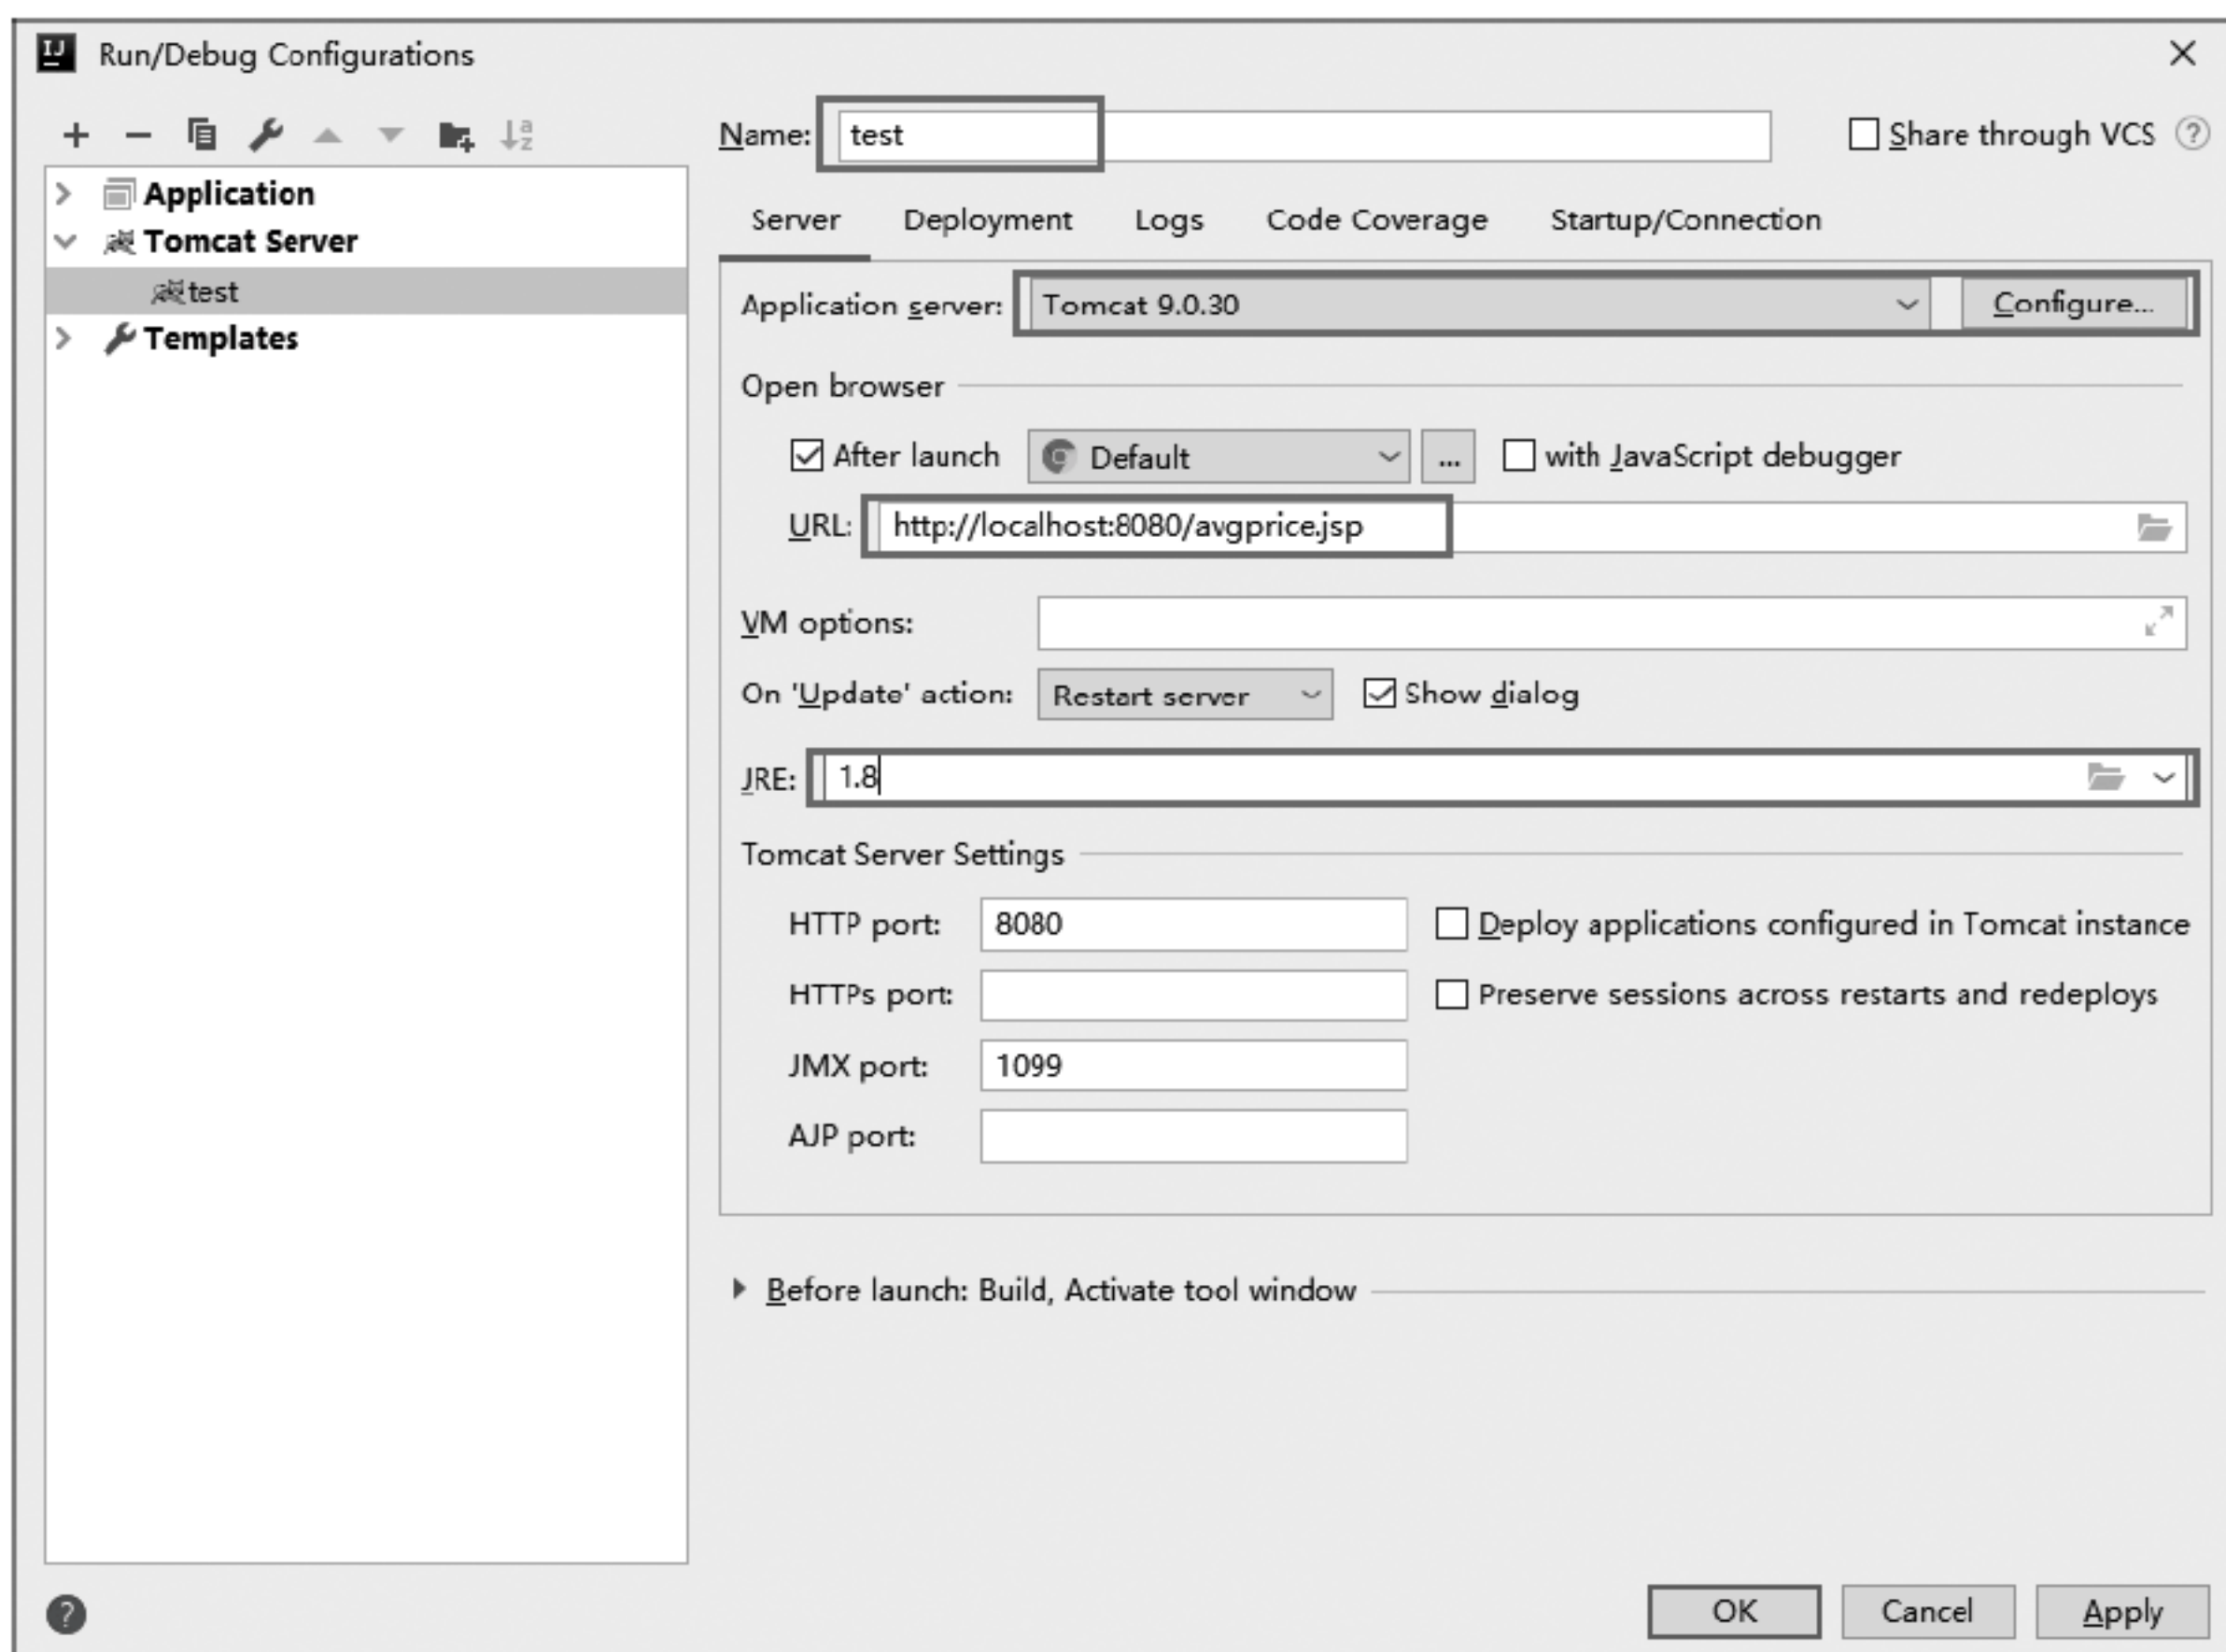 IJ Run/Debug Configurations
Name: test
Share through VCS ?
Application
Tomcat Server
test
Templates
Server Deployment Logs Code Coverage Startup/Connection
Application server: Tomcat 9.0.30 Configure...
Open browser
After launch Default ... with JavaScript debugger
URL: http://localhost:8080/avgprice.jsp
VM options:
On 'Update' action: Restart server Show dialog
JRE: 1.8
Tomcat Server Settings
HTTP port: 8080 Deploy applications configured in Tomcat instance
HTTPs port: Preserve sessions across restarts and redeploys
JMX port: 1099
AJP port:
Before launch: Build, Activate tool window
? OK Cancel Apply